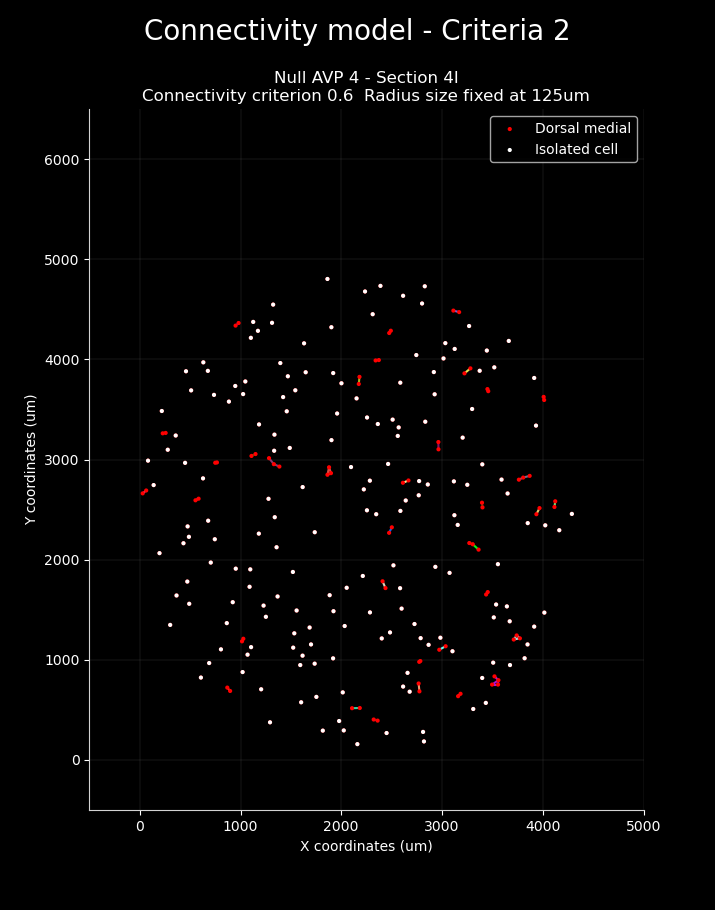 Connectivity model - Criteria 2
Null AVP 4 - Section 4I
Connectivity criterion 0.6  Radius size fixed at 125um
Dorsal medial
Isolated cell
6000
5000
4000
3000
2000
1000
0
Y coordinates (um)
0 1000 2000 3000 4000 5000
X coordinates (um)